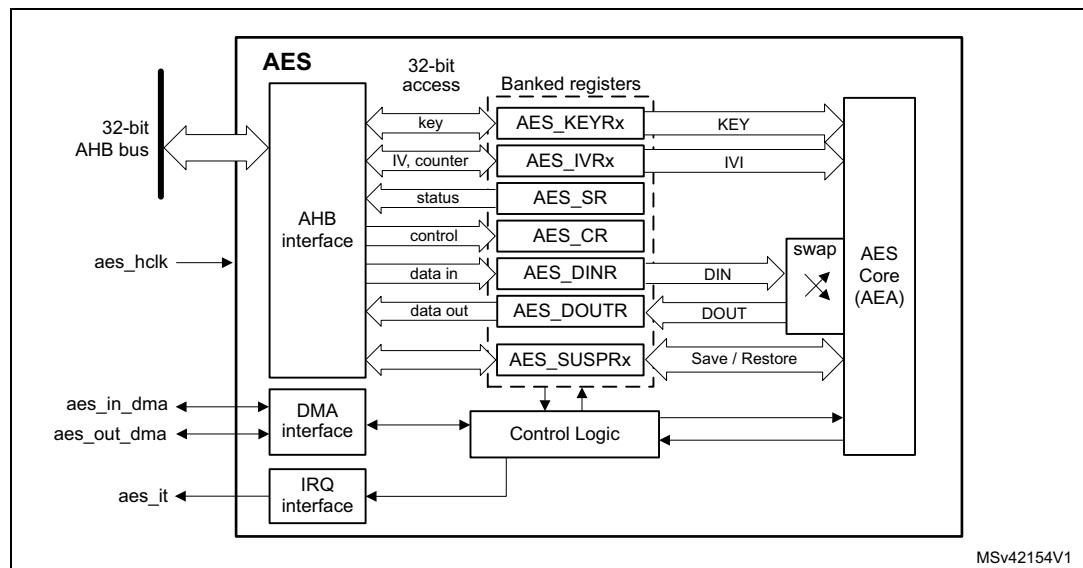 AES
32-bit
access
Banked registers
32-bit
AHB bus
key
AES_KEYRx
KEY
IV, counter
AES_IVRx
IVI
status
AES_SR
AHB
interface
control
AES_CR
swap
AES
Core
(AEA)
aes_hclk
data in
AES_DINR
DIN
data out
AES_DOUTR
DOUT
AES_SUSPRx
Save / Restore
aes_in_dma
aes_out_dma
DMA
interface
Control Logic
aes_it
IRQ
interface
MSv42154V1